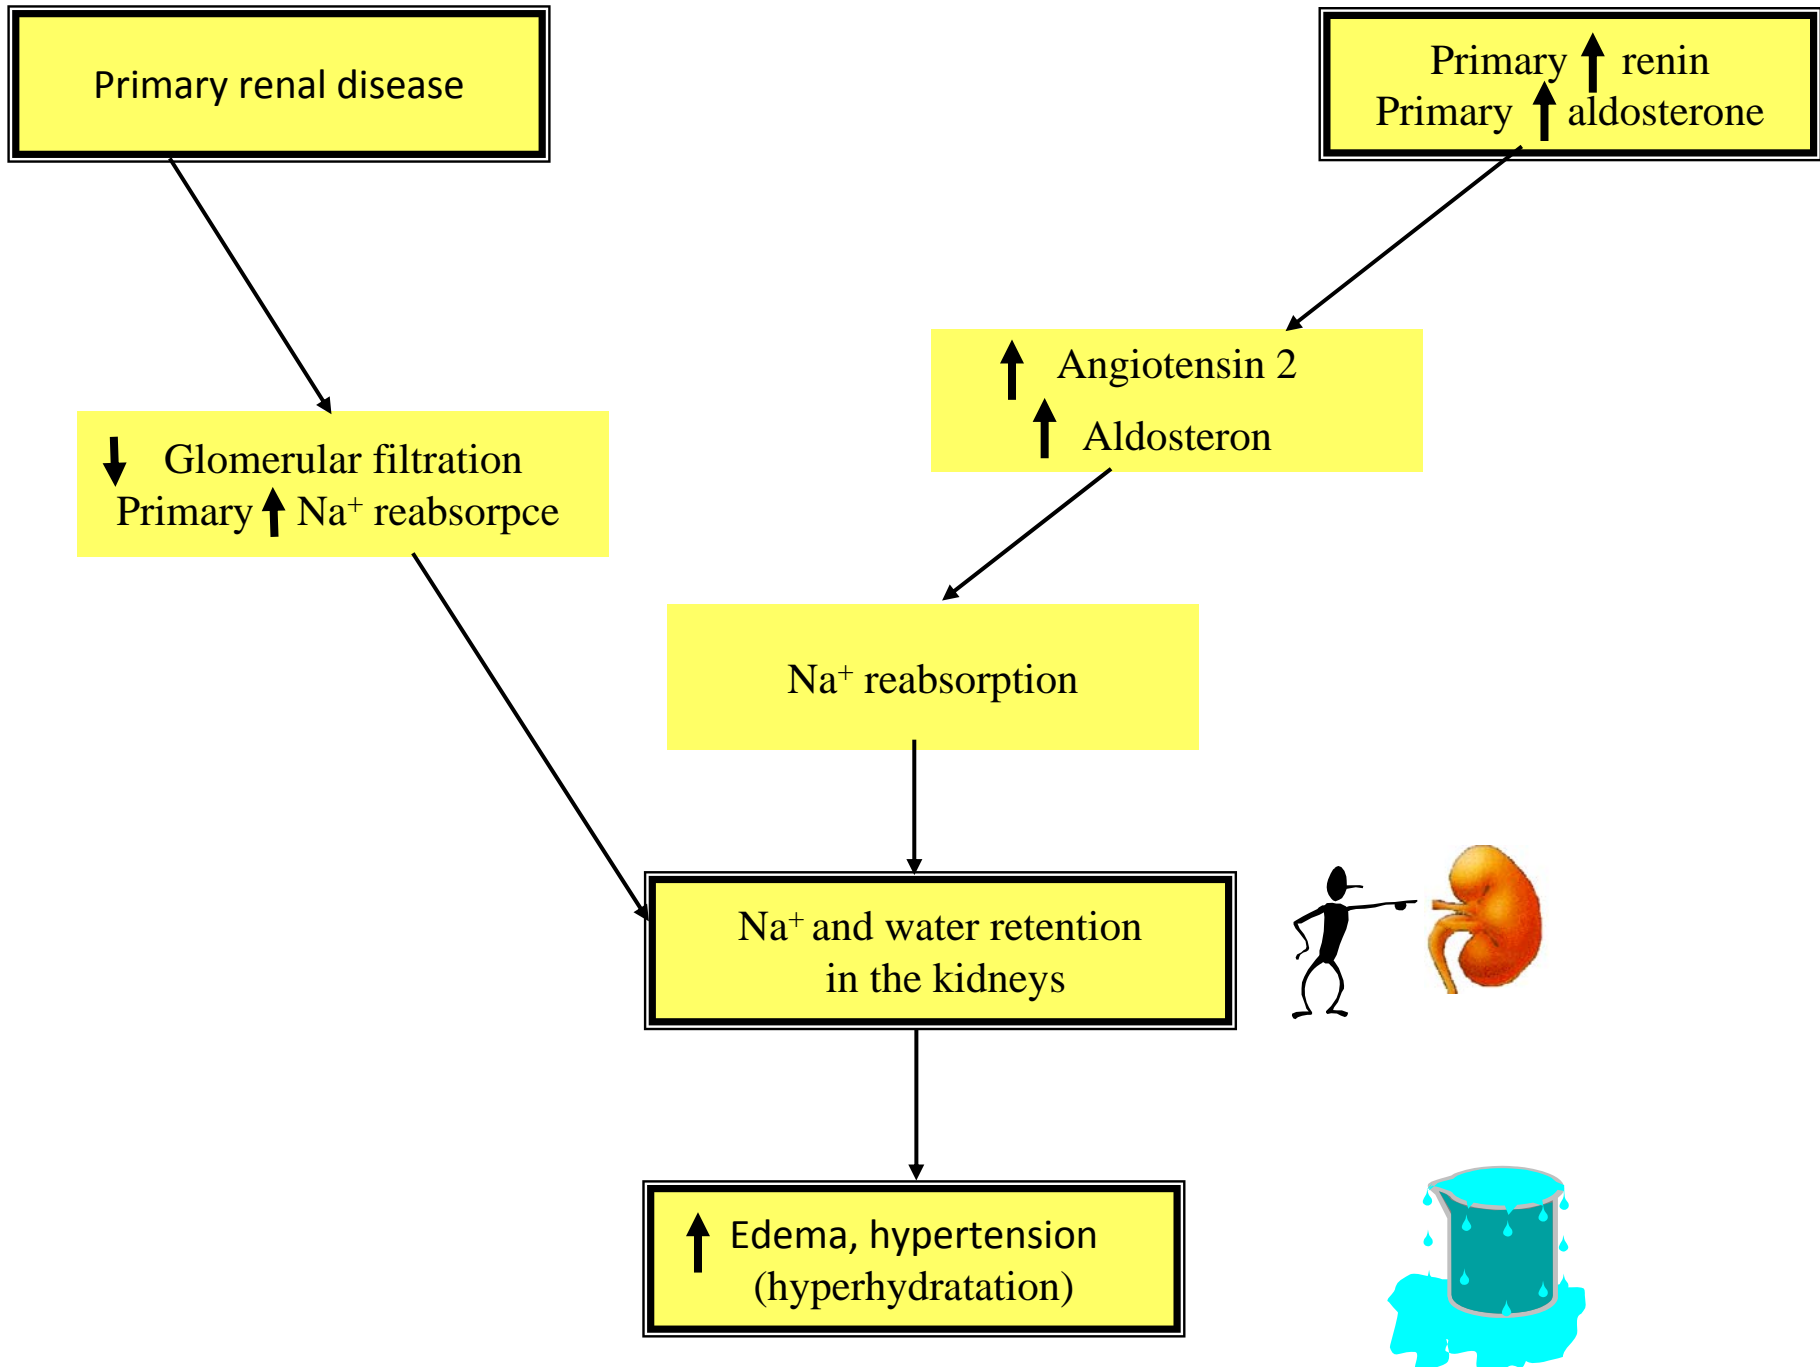 Primary renal disease
Primary ↑ renin
Primary ↑ aldosterone
↑ Angiotensin 2
↑ Aldosteron
↓ Glomerular filtration
Primary ↑ Na⁺ reabsorpce
Na⁺ reabsorption
Na⁺ and water retention
in the kidneys
↑ Edema, hypertension
(hyperhydratation)